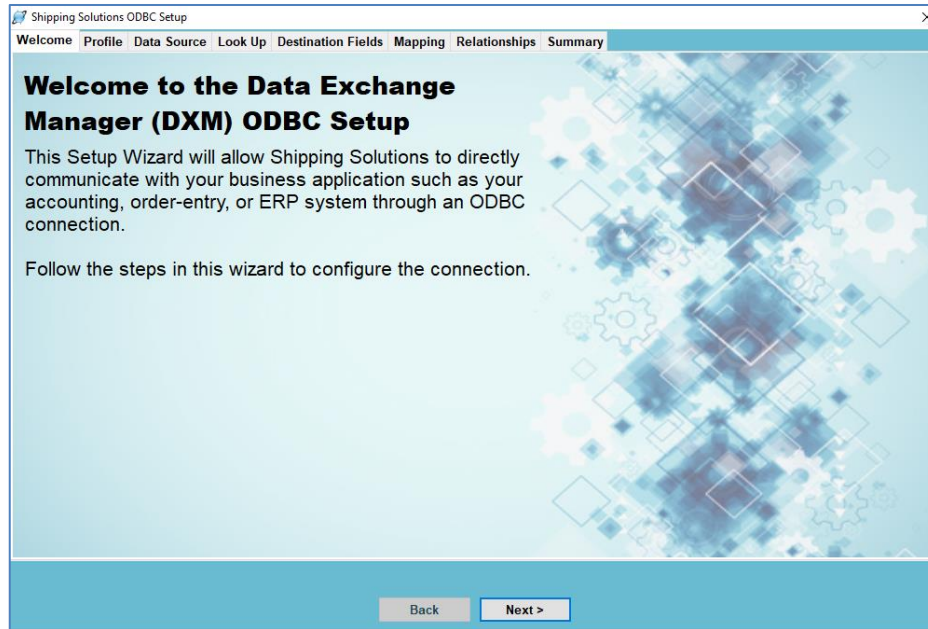 Shipping Solutions ODBC Setup
Welcome Profile Data Source Look Up Destination Fields Mapping Relationships Summary
Welcome to the Data Exchange
Manager (DXM) ODBC Setup
This Setup Wizard will allow Shipping Solutions to directly
communicate with your business application such as your
accounting, order-entry, or ERP system through an ODBC
connection.
Follow the steps in this wizard to configure the connection.
Back Next >